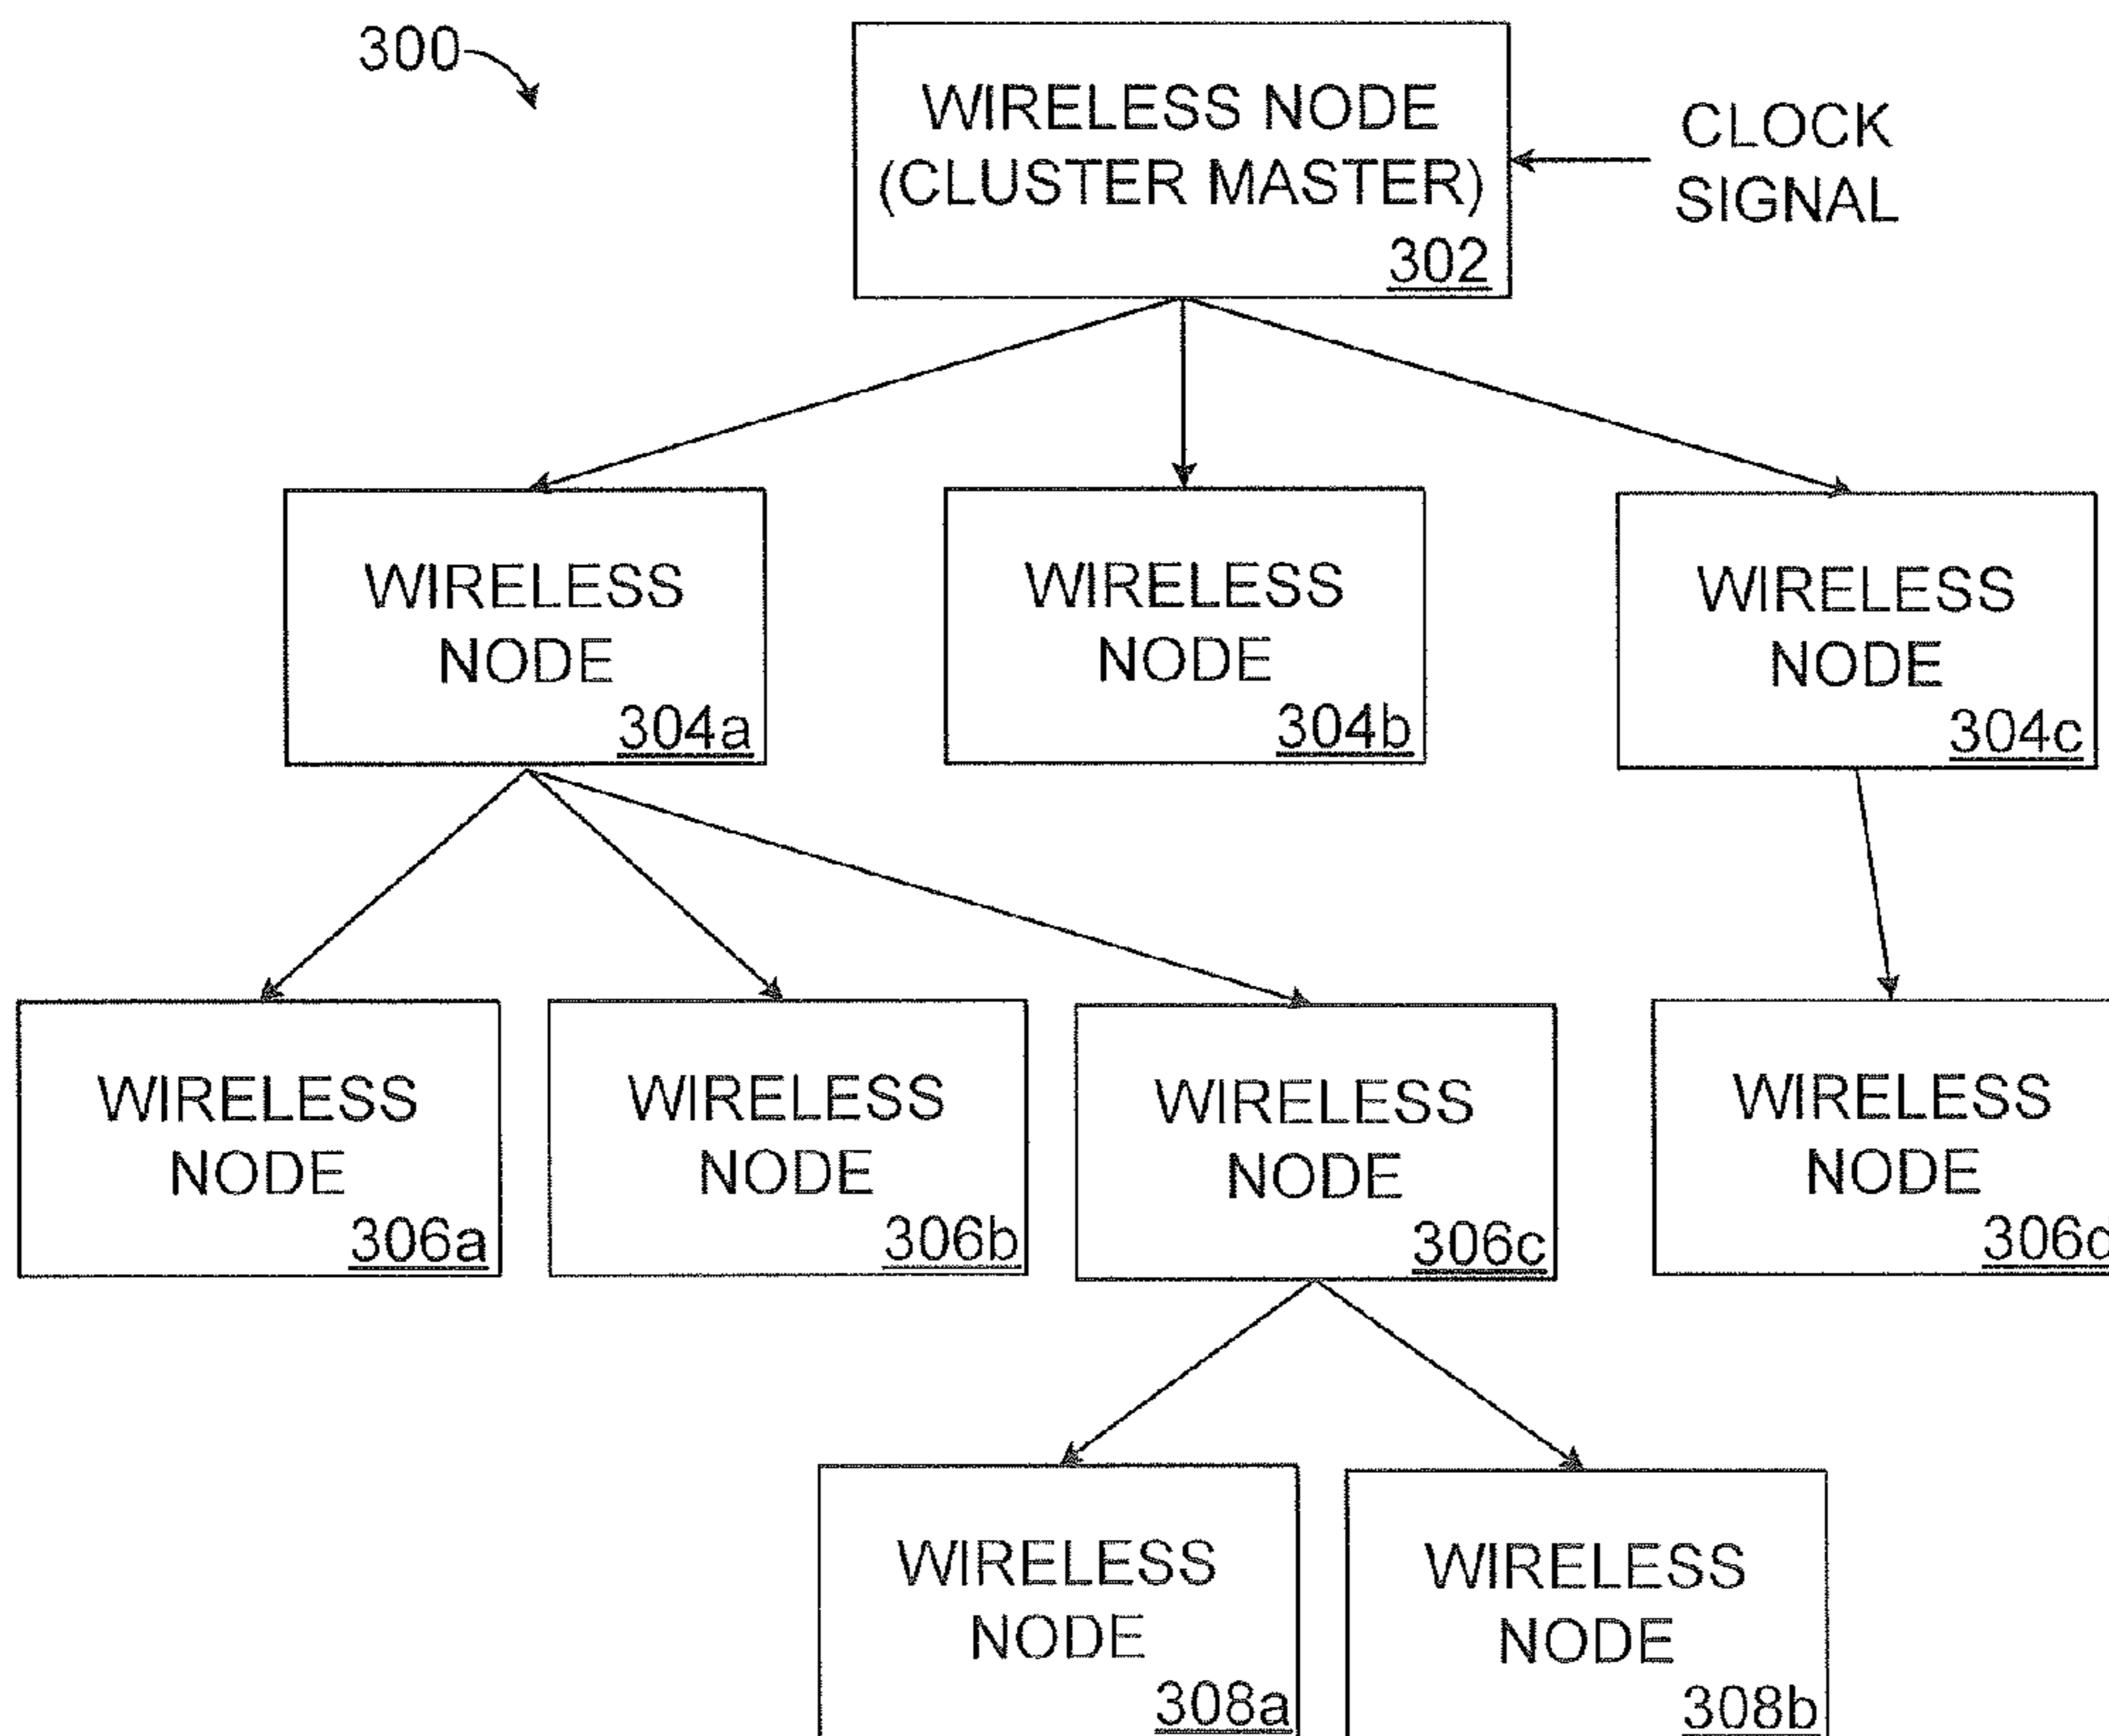 300
WIRELESS NODE
(CLUSTER MASTER)
302
CLOCK
SIGNAL
WIRELESS
NODE
304a
WIRELESS
NODE
304b
WIRELESS
NODE
304c
WIRELESS
NODE
306a
WIRELESS
NODE
306b
WIRELESS
NODE
306c
WIRELESS
NODE
306d
WIRELESS
NODE
308a
WIRELESS
NODE
308b